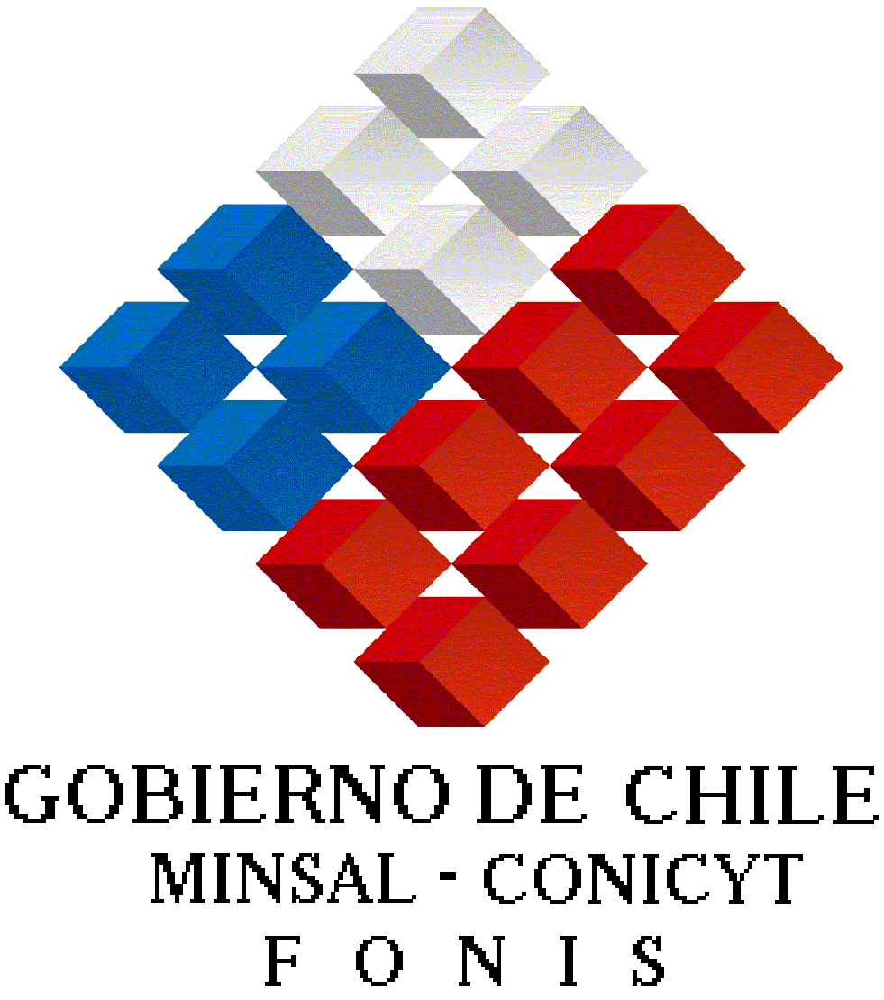 GOBIERNO DE CHILE
MINSAL - CONICYT
F O N I S